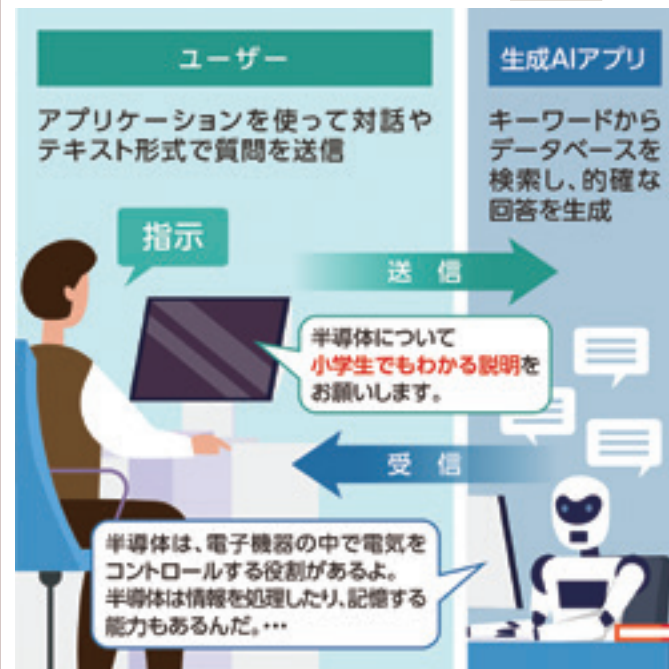 ユーザー
アプリケーションを使って対話や
テキスト形式で質問を送信
生成AIアプリ
キーワードから
データベースを
検索し、的確な
回答を生成
指示
送 信
半導体について
小学生でもわかる説明を
お願いします。
受 信
半導体は、電子機器の中で電気を
コントロールする役割があるよ。
半導体は情報を処理したり、記憶する
能力もあるんだ。…